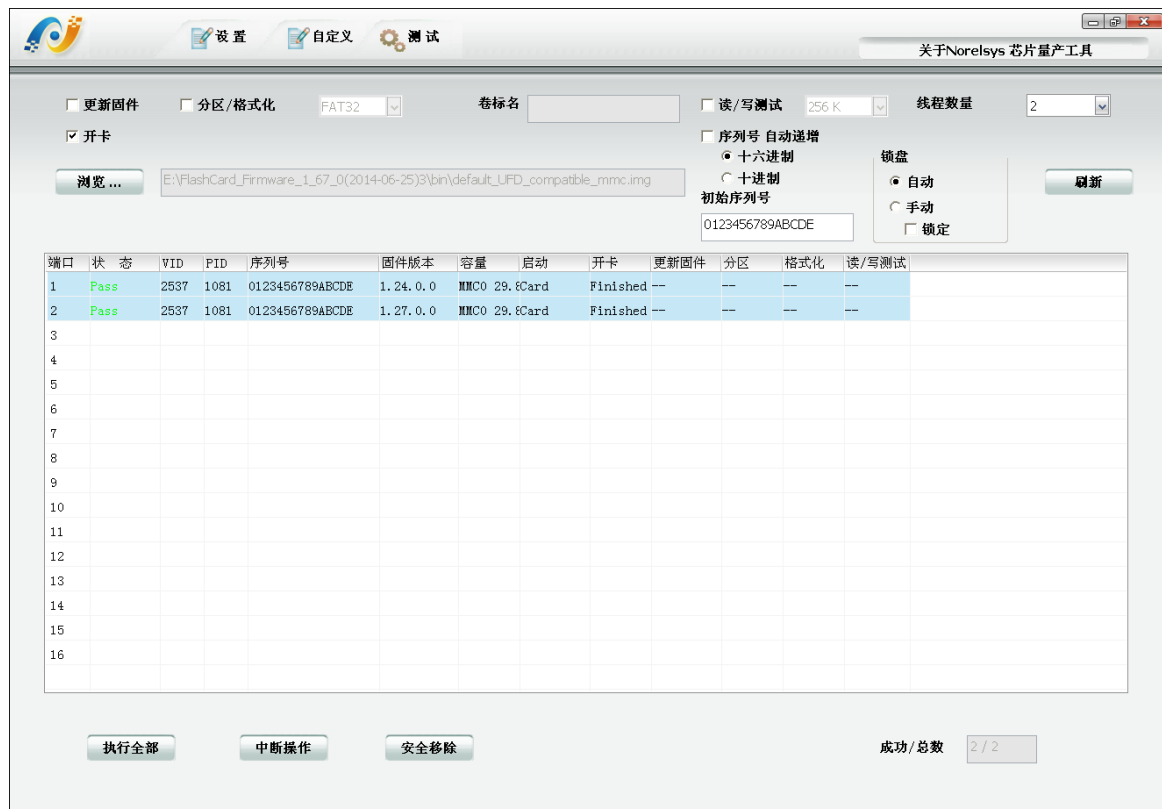 设 置 自定义 测 试
关于Norelsys 芯片量产工具
更新固件 分区/格式化 FAT32 卷标名 读/写测试 256 K 线程数量 2
开卡 序列号 自动递增
十六进制 锁盘
浏览 ... E:\FlashCard_Firmware_1_67_0(2014-06-25)3\bin\default_UFD_compatible_mmc.img 十进制 自动 刷新
初始序列号 手动
0123456789ABCDE 锁定
端口 状 态 VID PID 序列号 固件版本 容量 启动 开卡 更新固件 分区 格式化 读/写测试
1 Pass 2537 1081 0123456789ABCDE 1.24.0.0 MMC0 29.8 Card Finished -- -- -- --
2 Pass 2537 1081 0123456789ABCDE 1.27.0.0 MMC0 29.8 Card Finished -- -- -- --
3
4
5
6
7
8
9
10
11
12
13
14
15
16
执行全部 中断操作 安全移除 成功/总数 2 / 2